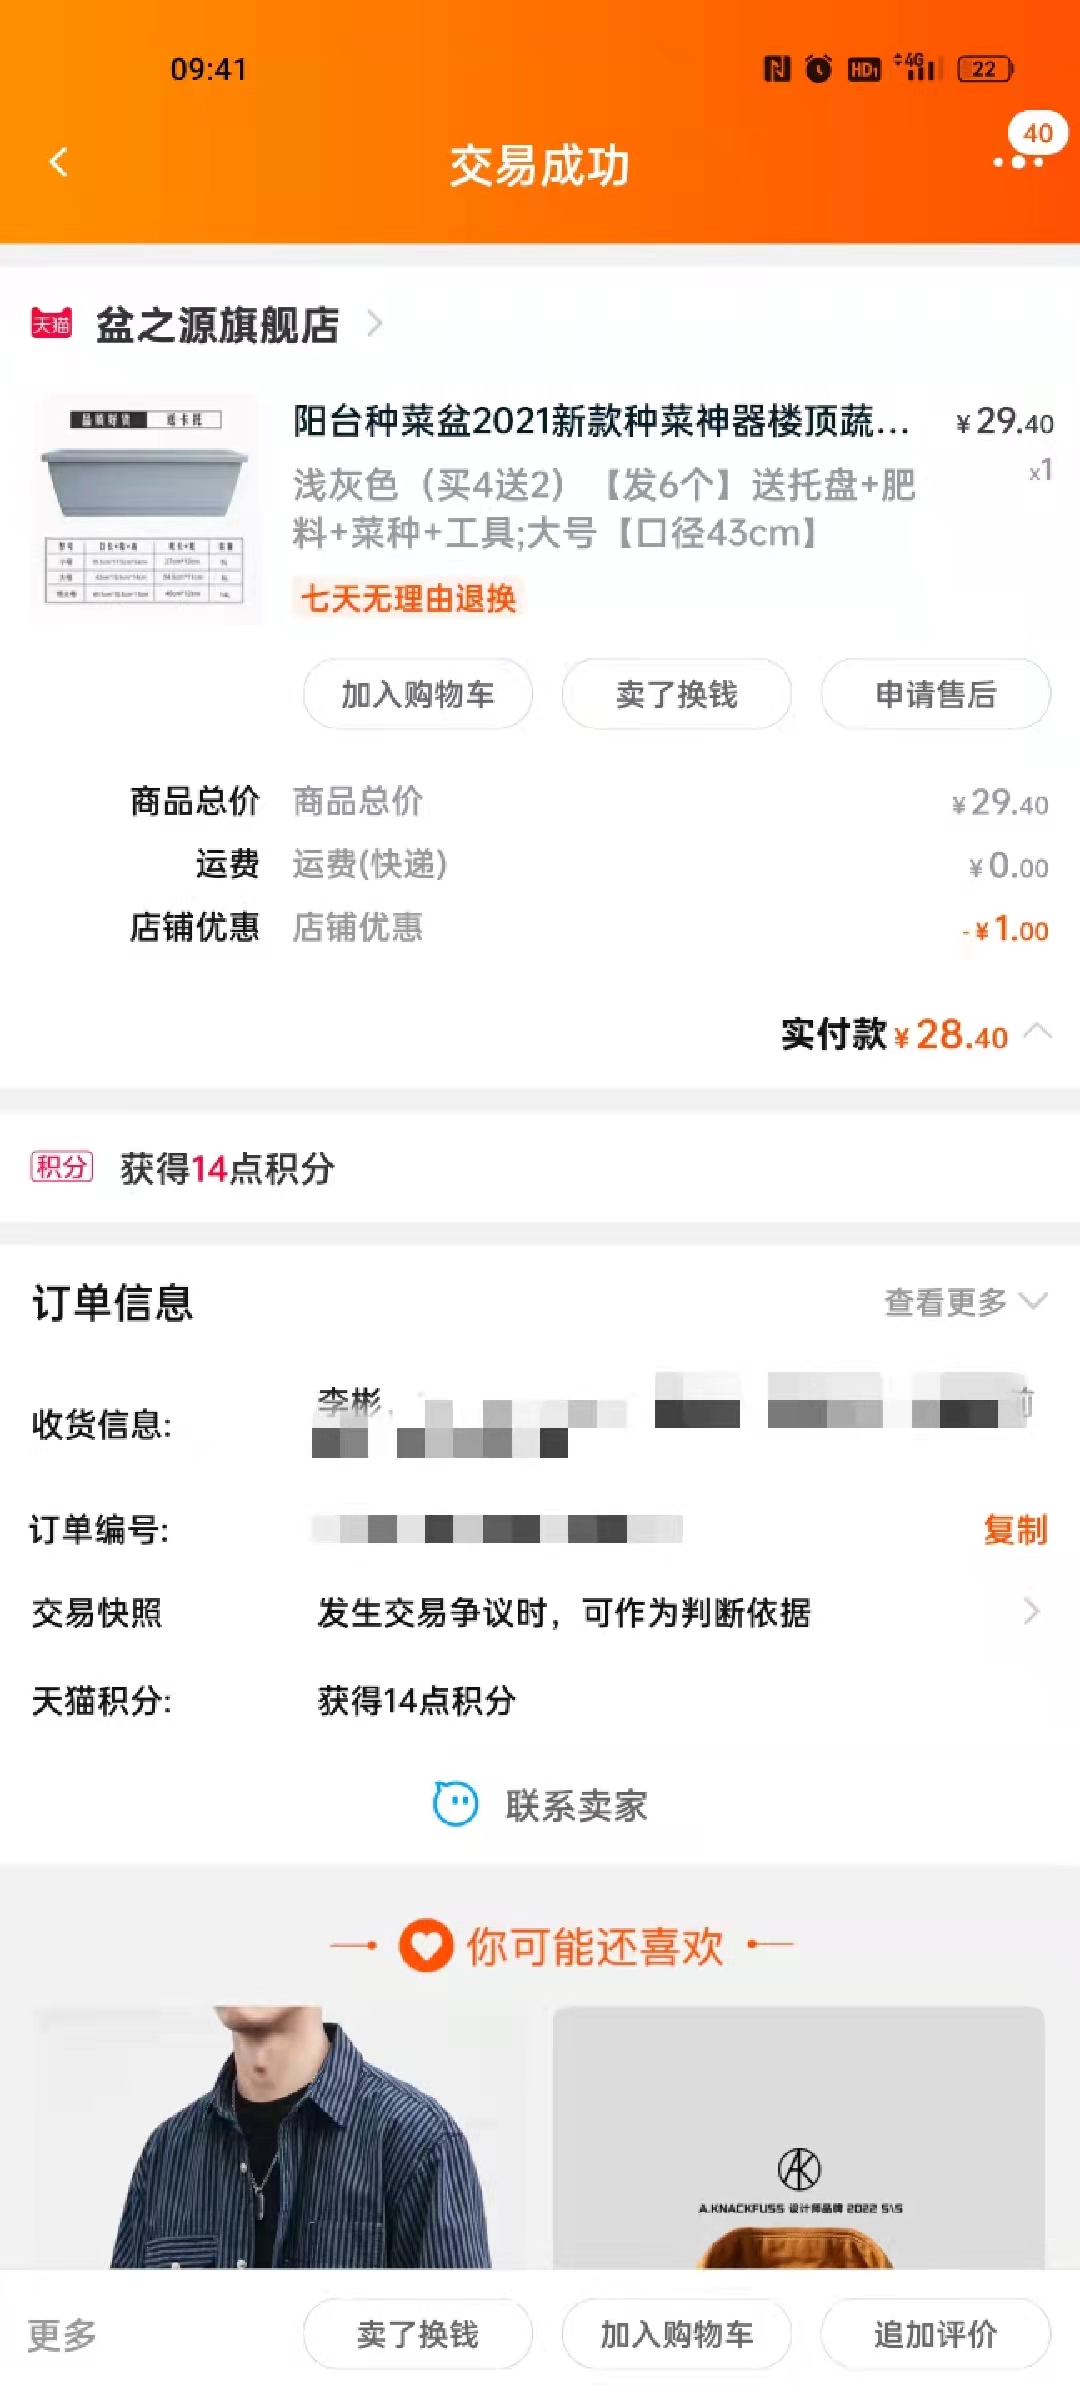 09:41
HD1 4G 22
交易成功
40
天猫 盆之源旗舰店
品质好货 送卡托
阳台种菜盆2021新款种菜神器楼顶蔬...
¥29.40
浅灰色（买4送2）【发6个】送托盘+肥
x1
料+菜种+工具;大号【口径43cm】
七天无理由退换
加入购物车 卖了换钱 申请售后
商品总价 商品总价 ¥29.40
运费 运费(快递) ¥0.00
店铺优惠 店铺优惠 -¥1.00
实付款¥28.40
积分 获得14点积分
订单信息 查看更多
收货信息: 李彬,
订单编号: 复制
交易快照 发生交易争议时，可作为判断依据
天猫积分: 获得14点积分
联系卖家
你可能还喜欢
AK
A.KNACKFUSS 设计师品牌 2022 S\S
更多 卖了换钱 加入购物车 追加评价